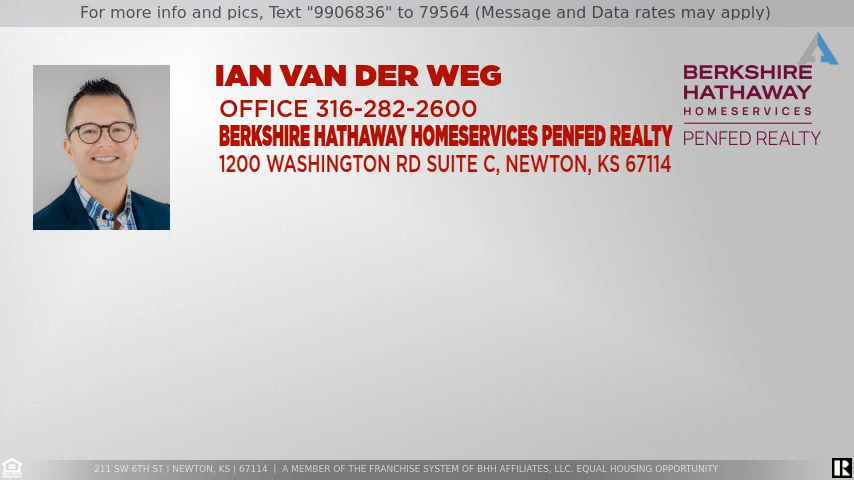 For more info and pics, Text "9906836" to 79564 (Message and Data rates may apply)
IAN VAN DER WEG
OFFICE 316-282-2600
BERKSHIRE HATHAWAY HOMESERVICES PENFED REALTY
1200 WASHINGTON RD SUITE C, NEWTON, KS 67114
BERKSHIRE
HATHAWAY
HOMESERVICES
PENFED REALTY
211 SW 6TH ST | NEWTON, KS | 67114 | A MEMBER OF THE FRANCHISE SYSTEM OF BHH AFFILIATES, LLC. EQUAL HOUSING OPPORTUNITY